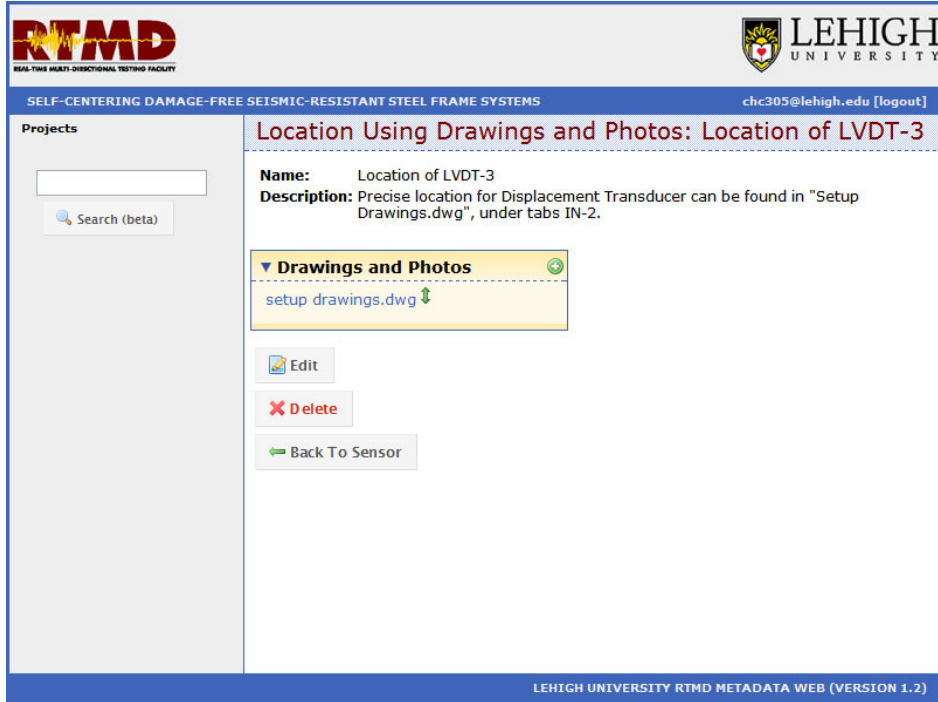 RTMD
REAL-TIME MULTI-DIRECTIONAL TESTING FACILITY
LEHIGH
UNIVERSITY
SELF-CENTERING DAMAGE-FREE SEISMIC-RESISTANT STEEL FRAME SYSTEMS
chc305@lehigh.edu [logout]
Projects
Search (beta)
Location Using Drawings and Photos: Location of LVDT-3
Name: Location of LVDT-3
Description: Precise location for Displacement Transducer can be found in "Setup
Drawings.dwg", under tabs IN-2.
Drawings and Photos
setup drawings.dwg
Edit
Delete
Back To Sensor
LEHIGH UNIVERSITY RTMD METADATA WEB (VERSION 1.2)